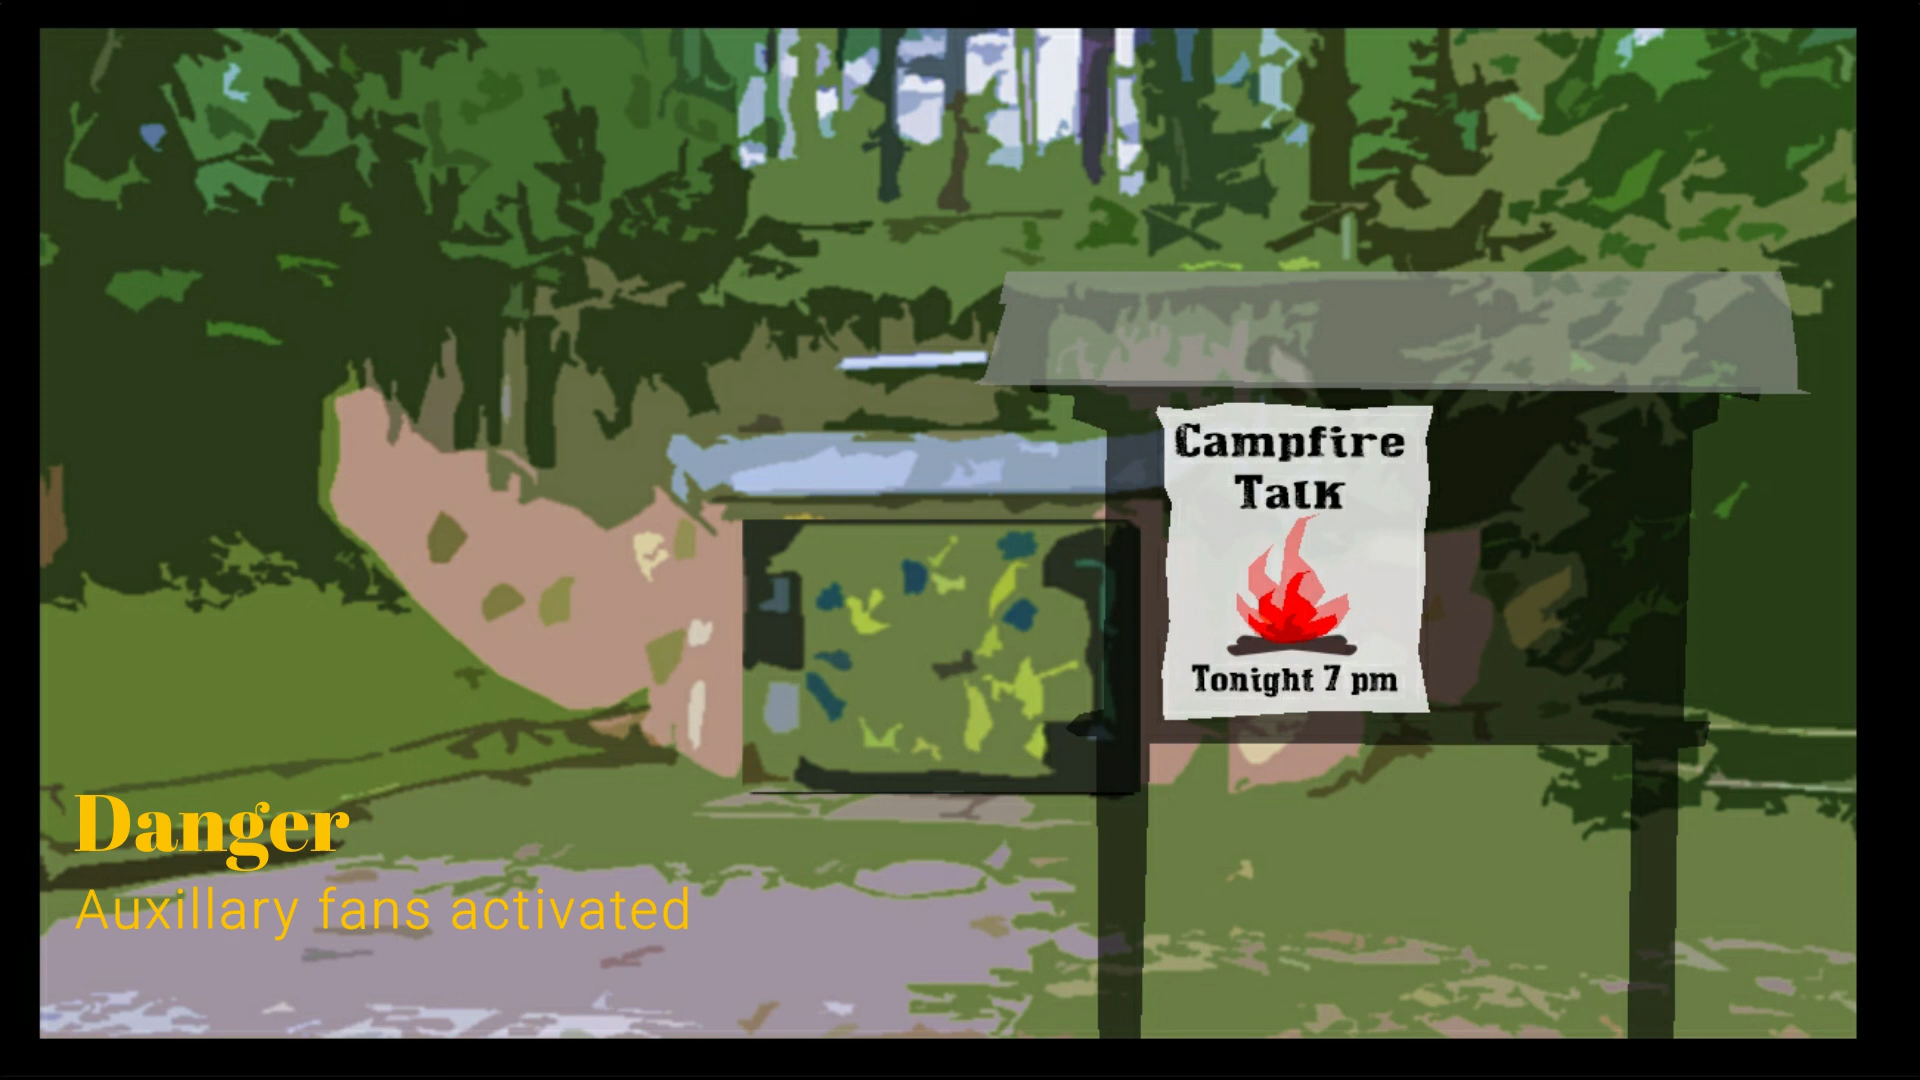 Campfire
Talk
Tonight 7 pm
Danger
Auxillary fans activated